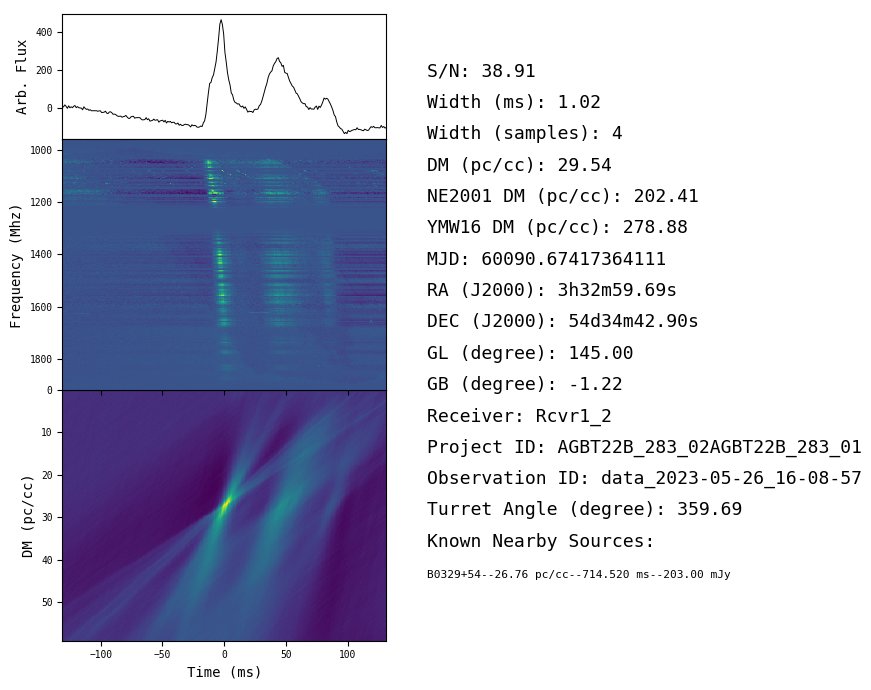 400
200
0
Arb. Flux
1000
1200
1400
1600
1800
Frequency (Mhz)
0
10
20
30
40
50
DM (pc/cc)
−100
−50
0
50
100
Time (ms)
S/N: 38.91
Width (ms): 1.02
Width (samples): 4
DM (pc/cc): 29.54
NE2001 DM (pc/cc): 202.41
YMW16 DM (pc/cc): 278.88
MJD: 60090.67417364111
RA (J2000): 3h32m59.69s
DEC (J2000): 54d34m42.90s
GL (degree): 145.00
GB (degree): -1.22
Receiver: Rcvr1_2
Project ID: AGBT22B_283_02AGBT22B_283_01
Observation ID: data_2023-05-26_16-08-57
Turret Angle (degree): 359.69
Known Nearby Sources:
B0329+54--26.76 pc/cc--714.520 ms--203.00 mJy